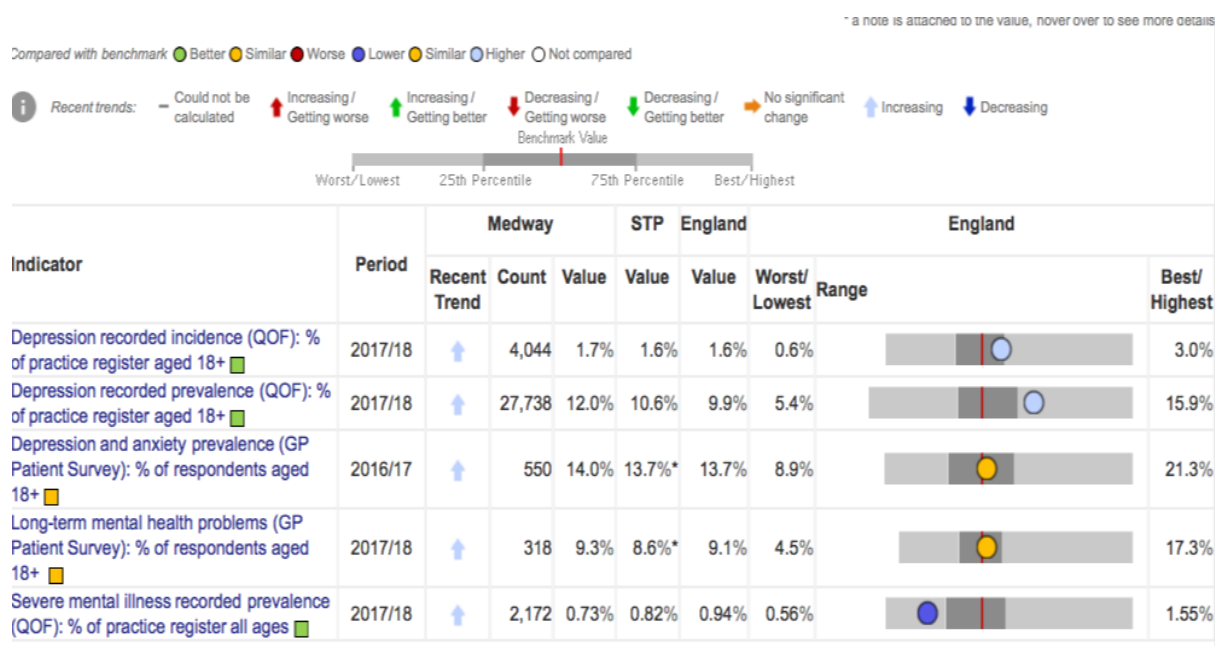 * a note is attached to the value, hover over to see more details
Compared with benchmark Better Similar Worse Lower Similar Higher Not compared
Recent trends: Could not be calculated Increasing / Getting worse Increasing / Getting better Decreasing / Getting worse Decreasing / Getting better No significant change Increasing Decreasing
Benchmark Value
Worst/Lowest 25th Percentile 75th Percentile Best/Highest
Medway STP England England
Indicator Period Recent Trend Count Value Value Value Worst/ Lowest Range Best/ Highest
Depression recorded incidence (QOF): %
of practice register aged 18+
2017/18 4,044 1.7% 1.6% 1.6% 0.6% 3.0%
Depression recorded prevalence (QOF): %
of practice register aged 18+
2017/18 27,738 12.0% 10.6% 9.9% 5.4% 15.9%
Depression and anxiety prevalence (GP
Patient Survey): % of respondents aged
18+
2016/17 550 14.0% 13.7%* 13.7% 8.9% 21.3%
Long-term mental health problems (GP
Patient Survey): % of respondents aged
18+
2017/18 318 9.3% 8.6%* 9.1% 4.5% 17.3%
Severe mental illness recorded prevalence
(QOF): % of practice register all ages
2017/18 2,172 0.73% 0.82% 0.94% 0.56% 1.55%